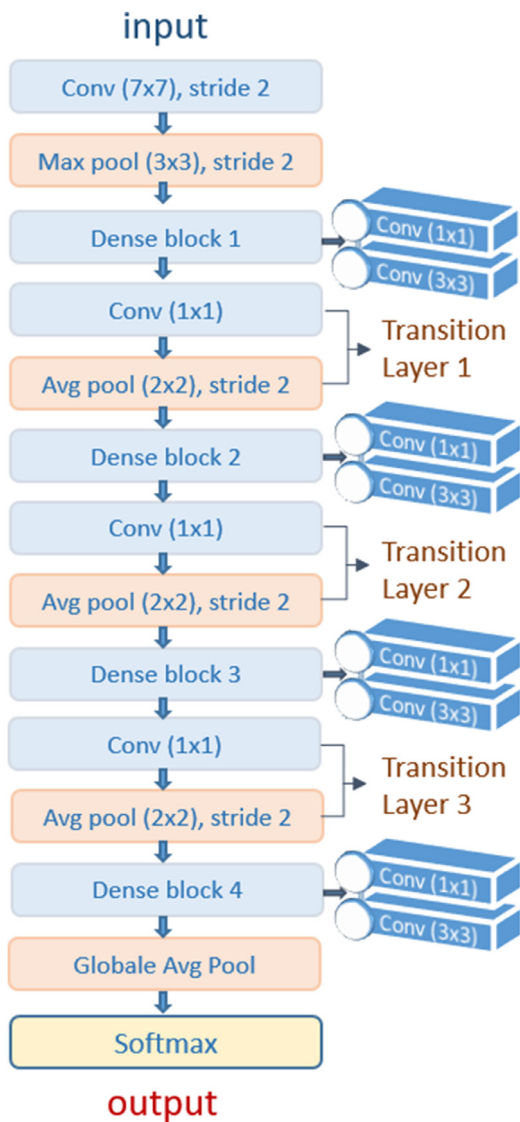 input
Conv (7x7), stride 2
Max pool (3x3), stride 2
Dense block 1
Conv (1x1)
Conv (3x3)
Conv (1x1)
Avg pool (2x2), stride 2
Transition
Layer 1
Dense block 2
Conv (1x1)
Conv (3x3)
Conv (1x1)
Avg pool (2x2), stride 2
Transition
Layer 2
Dense block 3
Conv (1x1)
Conv (3x3)
Conv (1x1)
Avg pool (2x2), stride 2
Transition
Layer 3
Dense block 4
Conv (1x1)
Conv (3x3)
Globale Avg Pool
Softmax
output